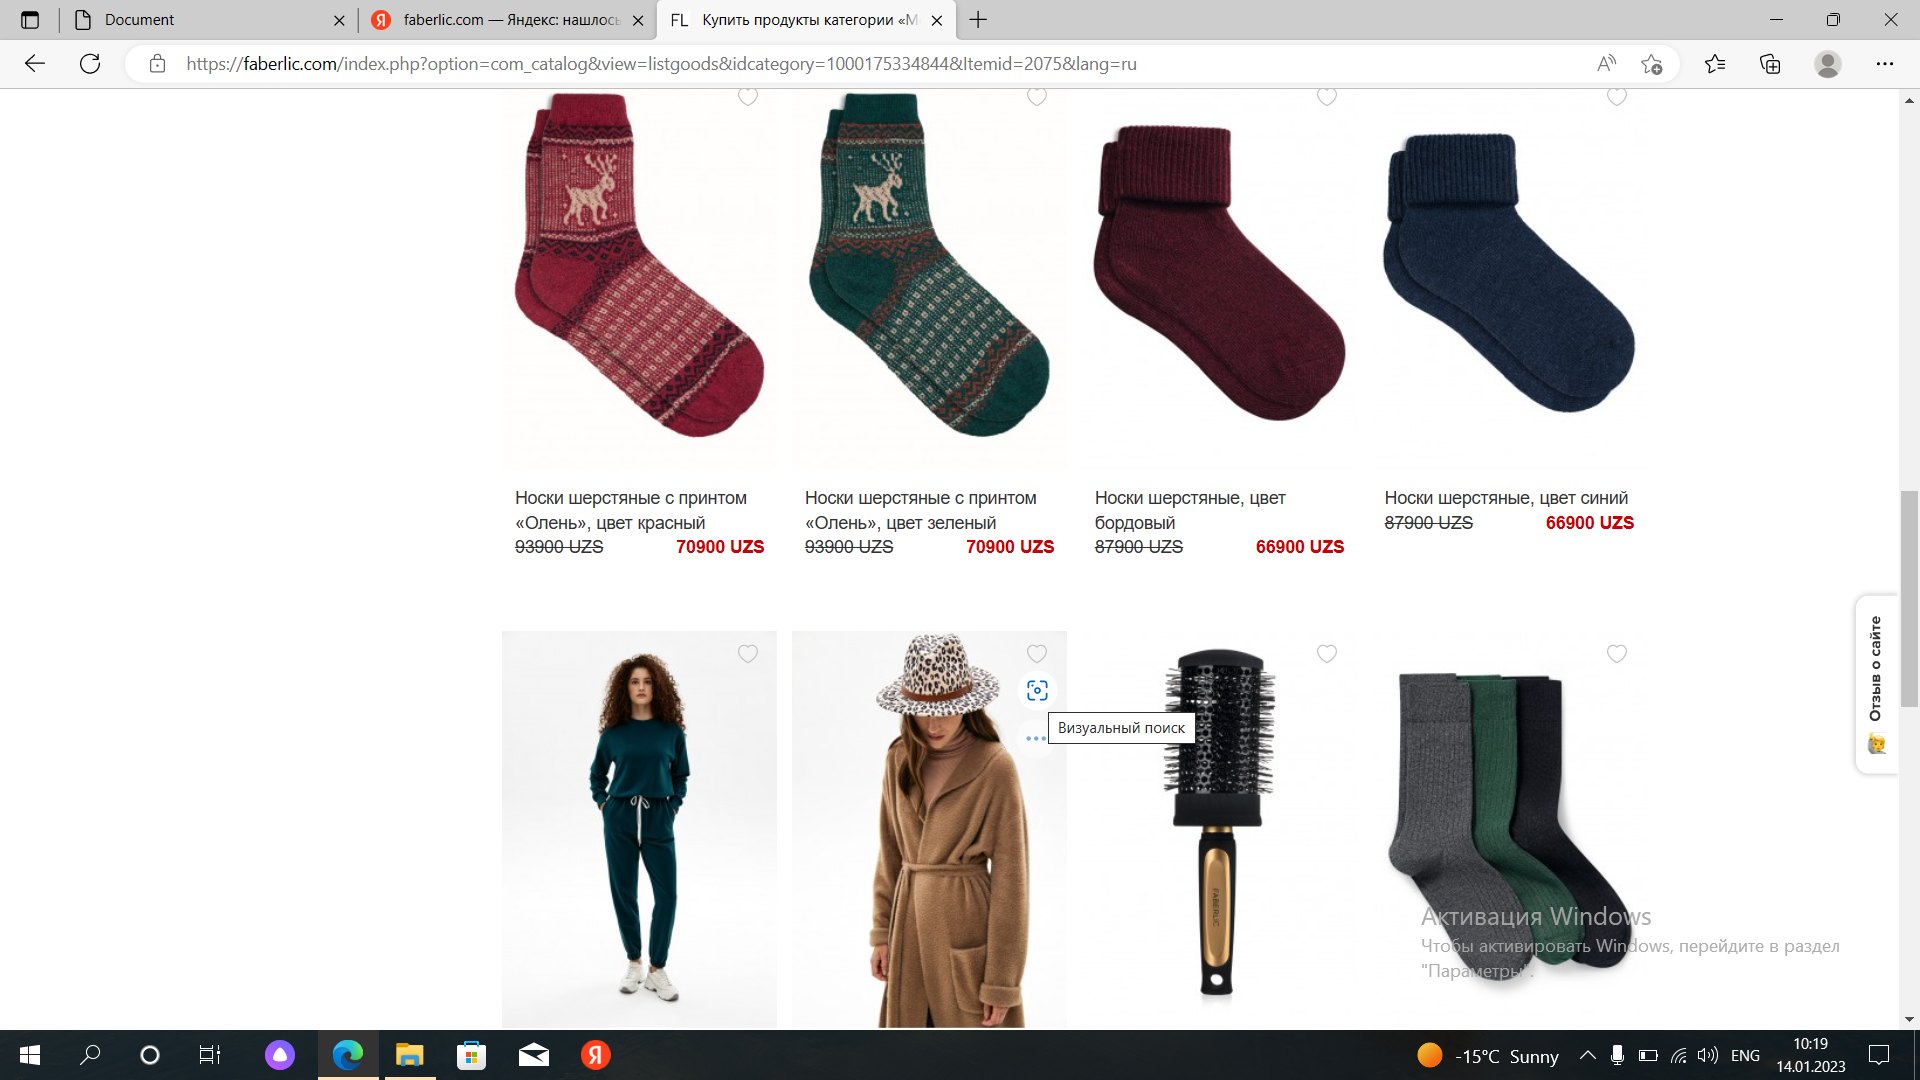 Document
faberlic.com — Яндекс: нашлось
FL Купить продукты категории «М
https://faberlic.com/index.php?option=com_catalog&view=listgoods&idcategory=1000175334844&Itemid=2075&lang=ru
Носки шерстяные с принтом
«Олень», цвет красный
93900 UZS 70900 UZS
Носки шерстяные с принтом
«Олень», цвет зеленый
93900 UZS 70900 UZS
Носки шерстяные, цвет
бордовый
87900 UZS 66900 UZS
Носки шерстяные, цвет синий
87900 UZS 66900 UZS
Визуальный поиск
FABERLIC
Отзыв о сайте
Активация Windows
Чтобы активировать Windows, перейдите в раздел
"Параметры".
-15°C Sunny
ENG
10:19
14.01.2023